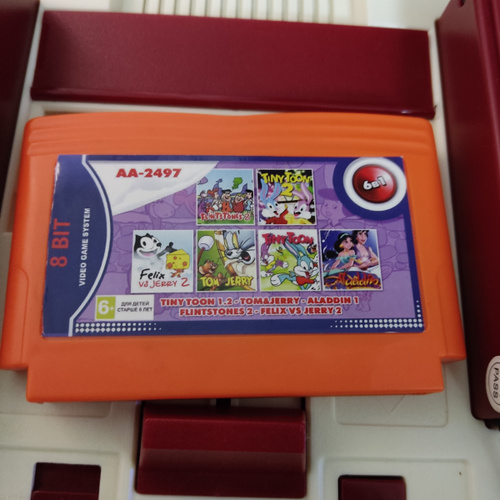 AA-2497
6в1
8 BIT
VIDEO GAME SYSTEM
FLINTSTONES 2
TINY TOON
2
Felix
VS JERRY 2
TOM JERRY
TINY TOON
Aladdin
6+
ДЛЯ ДЕТЕЙ
СТАРШЕ 6 ЛЕТ
TINY TOON 1.2 - TOM&JERRY - ALADDIN 1
FLINTSTONES 2 - FELIX VS JERRY 2
PASS